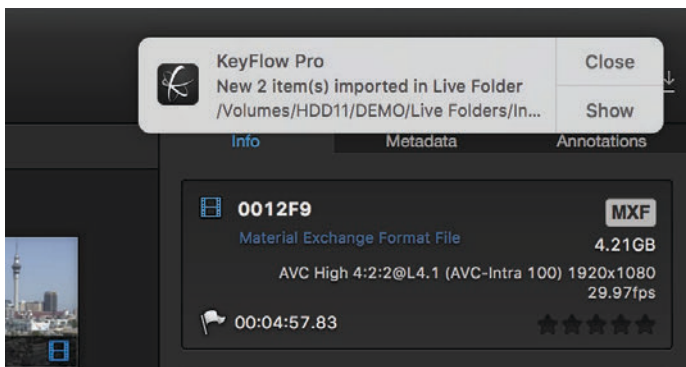 KeyFlow Pro
New 2 item(s) imported in Live Folder
/Volumes/HDD11/DEMO/Live Folders/In...
Close
Show
Info
Metadata
Annotations
0012F9
MXF
Material Exchange Format File
4.21GB
AVC High 4:2:2@L4.1 (AVC-Intra 100) 1920x1080
29.97fps
00:04:57.83